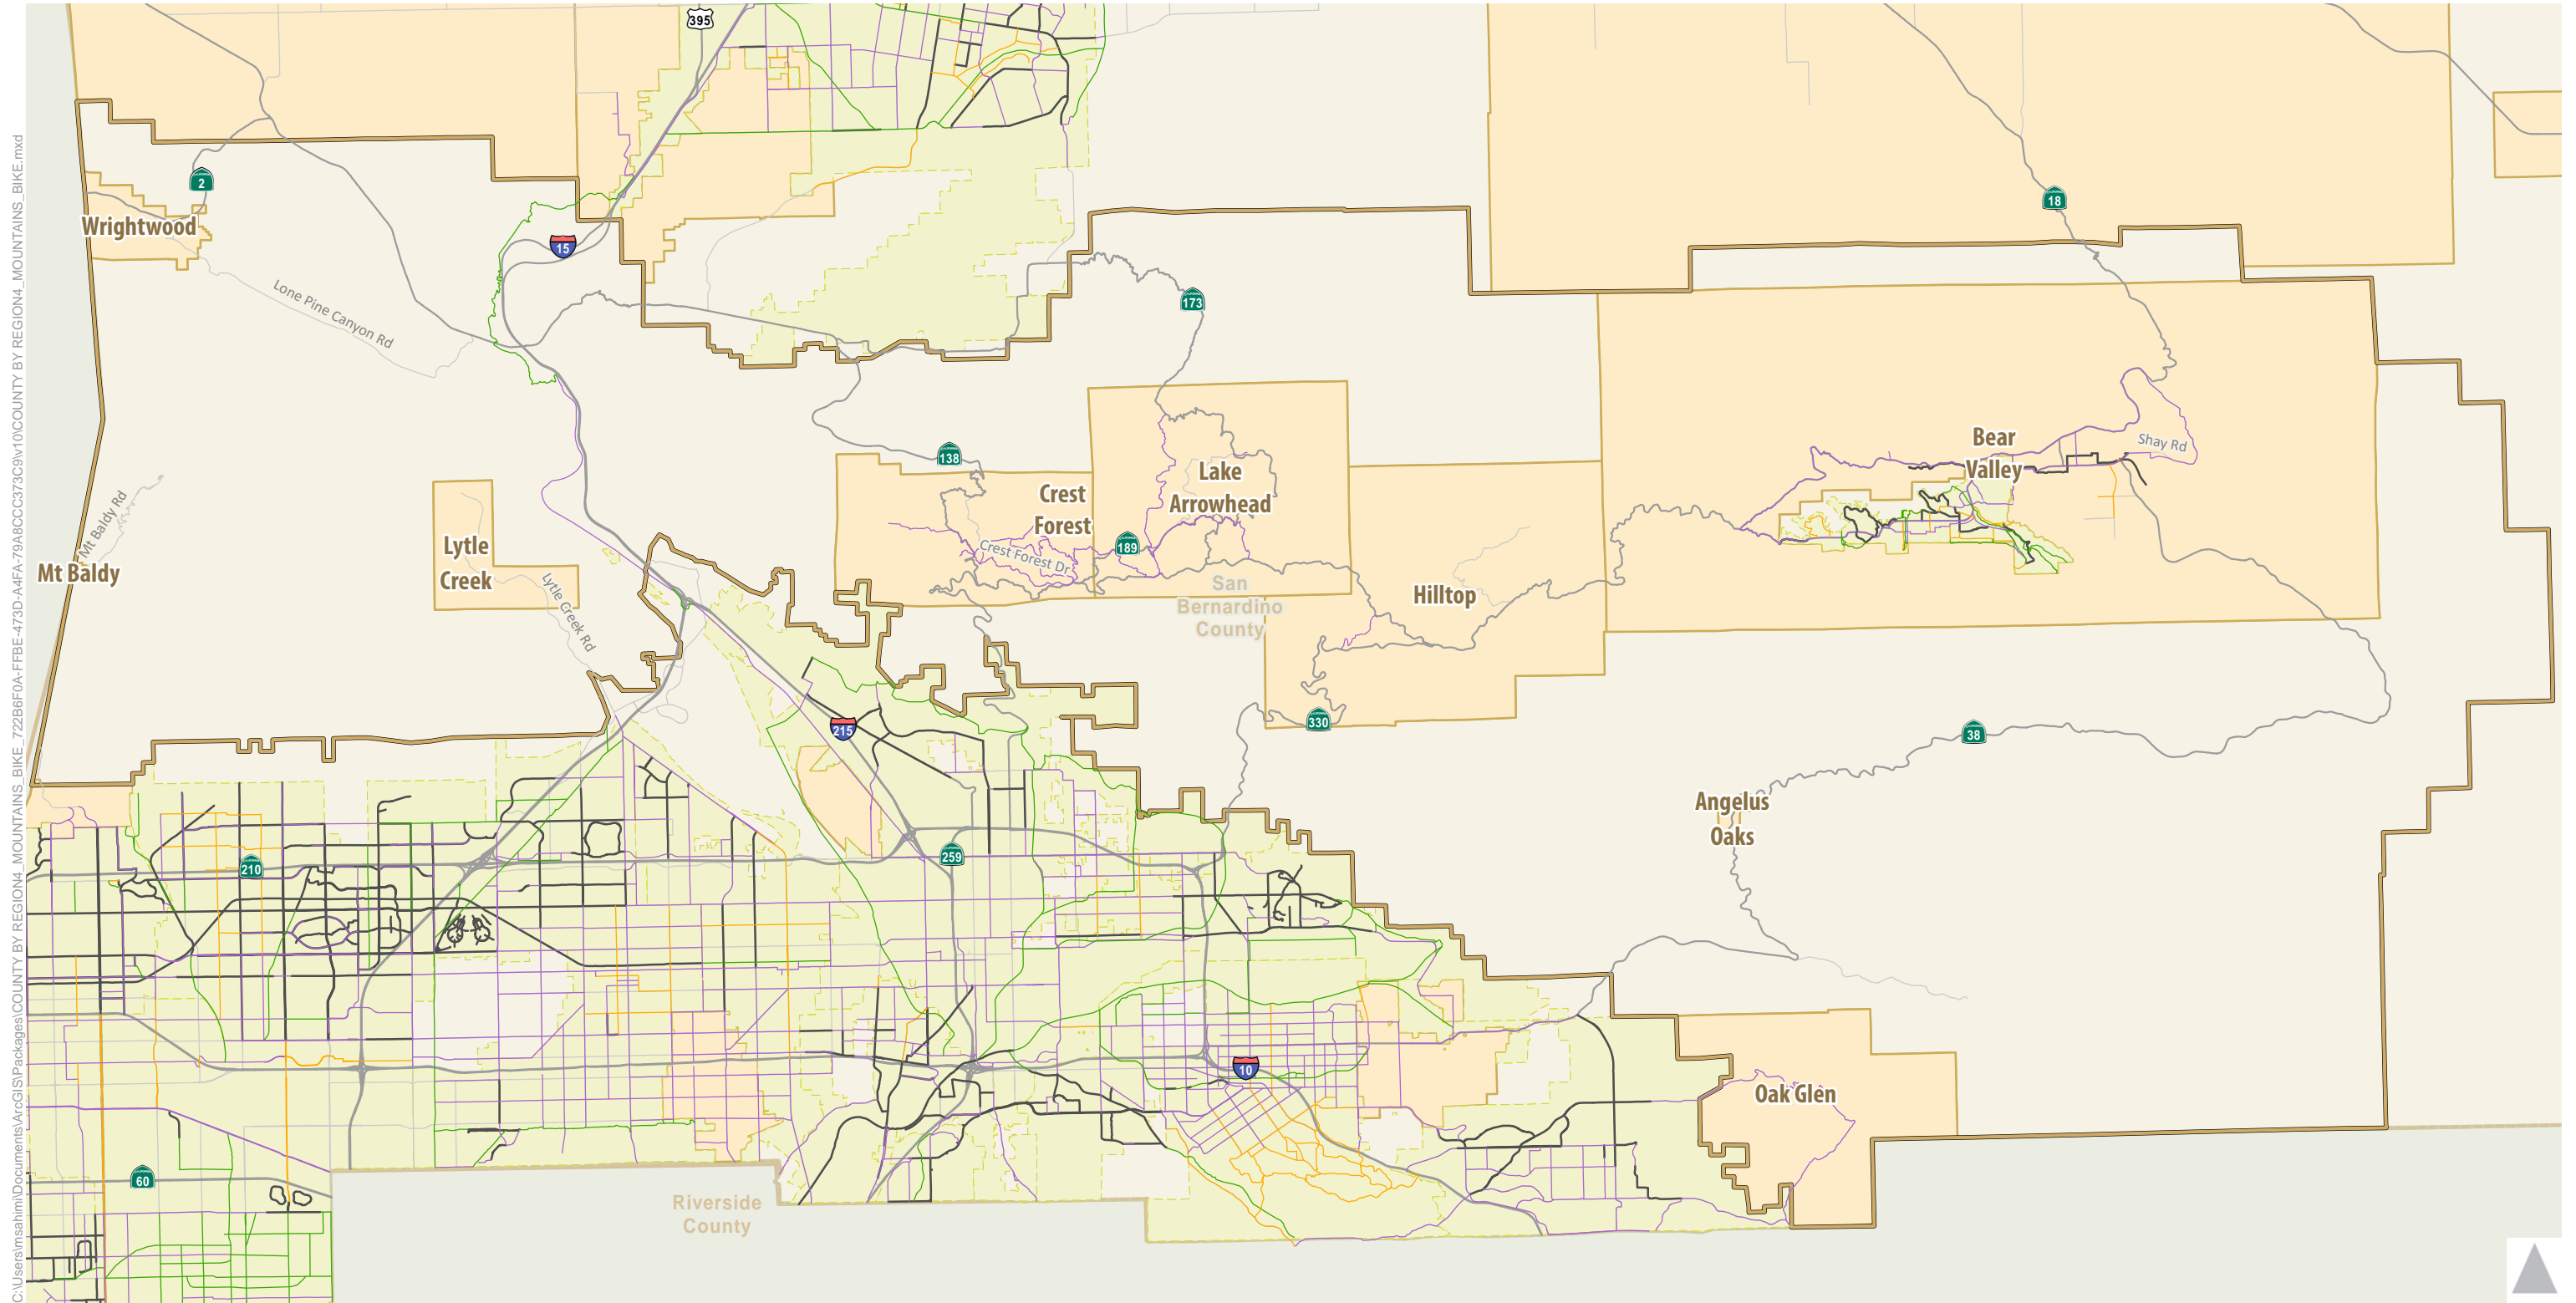 395
2
Wrightwood
15
18
Lone Pine Canyon Rd
173
138
Bear
Valley
Shay Rd
Lake
Arrowhead
Crest
Forest
189
Crest Forest Dr
Mt Baldy Rd
Mt Baldy
Lytle
Creek
Lytle Creek Rd
San
Bernardino
County
Hilltop
330
38
215
Angelus
Oaks
259
210
10
Oak Glen
60
Riverside
County
C:\Users\msahimi\Documents\ArcGIS\Packages\COUNTY BY REGION4_MOUNTAINS_BIKE_722B6F0A-FFBE-473D-A4FA-79A8CCC373C9\v10\COUNTY BY REGION4_MOUNTAINS_BIKE.mxd